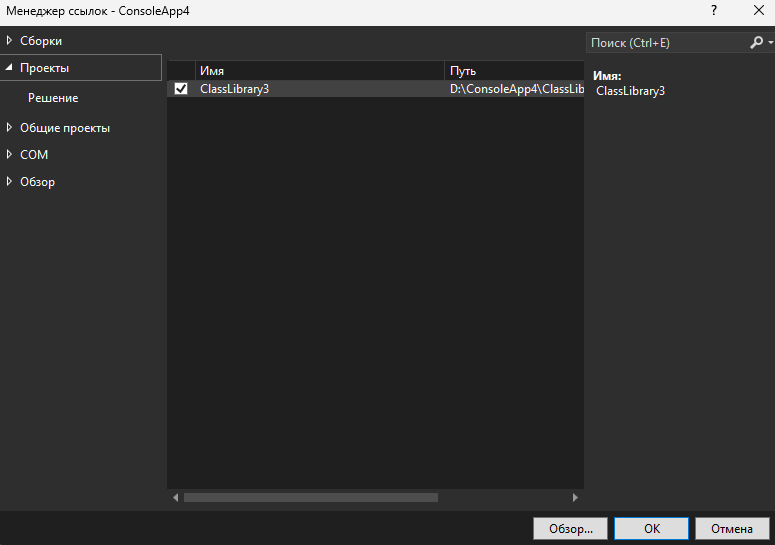 Менеджер ссылок - ConsoleApp4
?
Сборки
Проекты
Решение
Общие проекты
COM
Обзор
Имя Путь
ClassLibrary3 D:\ConsoleApp4\ClassLib
Поиск (Ctrl+E)
Имя:
ClassLibrary3
Обзор... ОК Отмена